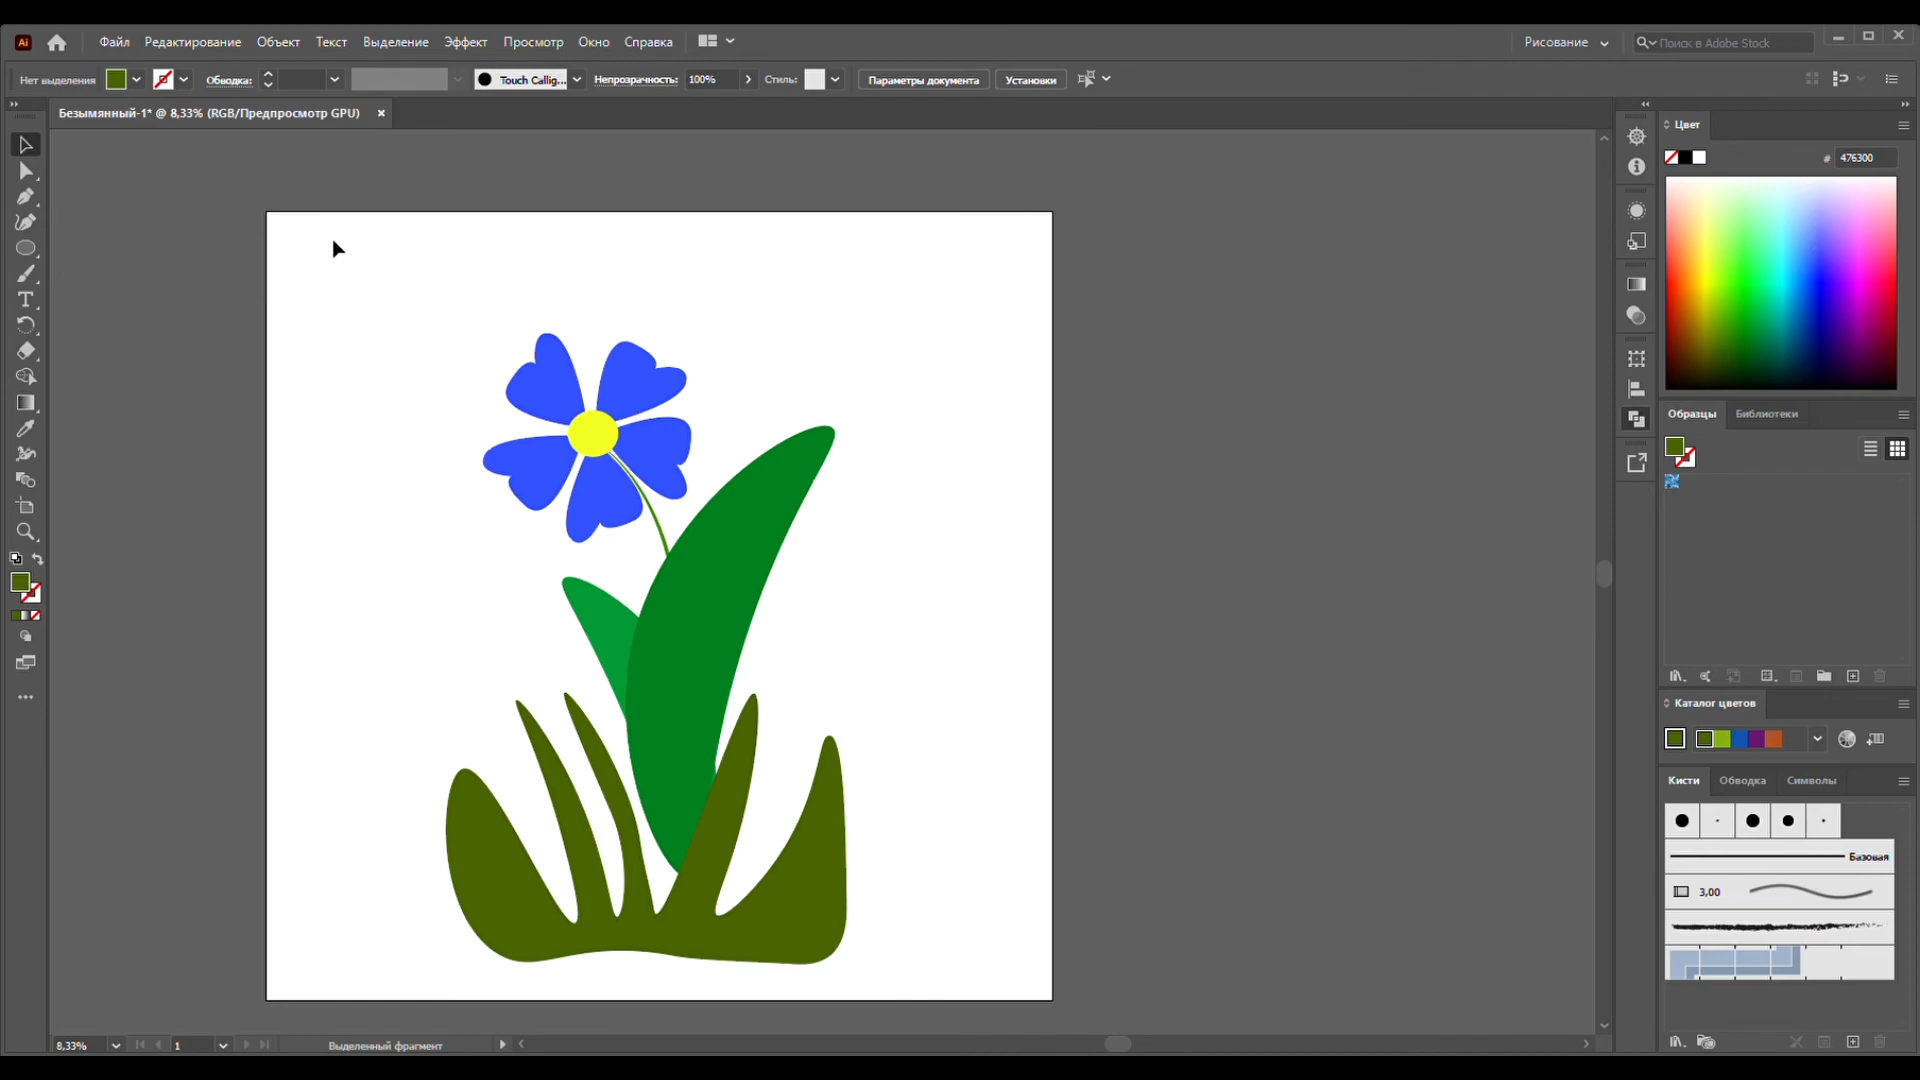 Ai Файл Редактирование Объект Текст Выделение Эффект Просмотр Окно Справка Рисование Поиск в Adobe Stock
Нет выделения Обводка: Touch Callig... Непрозрачность: 100% Стиль: Параметры документа Установки
Безымянный-1* @ 8,33% (RGB/Предпросмотр GPU)
Цвет
# 476300
Образцы Библиотеки
Каталог цветов
Кисти Обводка Символы
Базовая
3,00
8,33% 1 Выделенный фрагмент